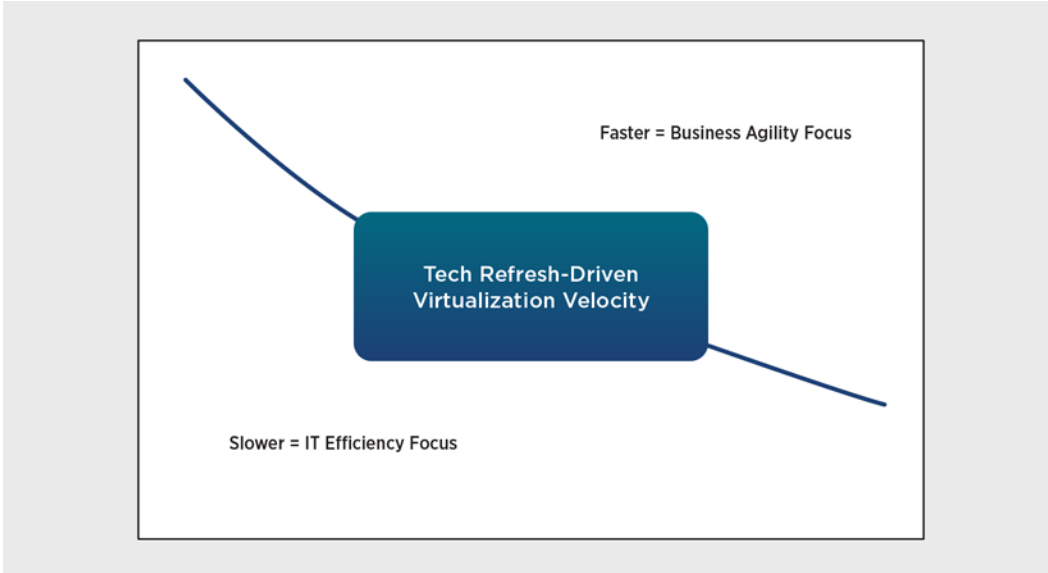 Faster = Business Agility Focus
Tech Refresh-Driven
Virtualization Velocity
Slower = IT Efficiency Focus